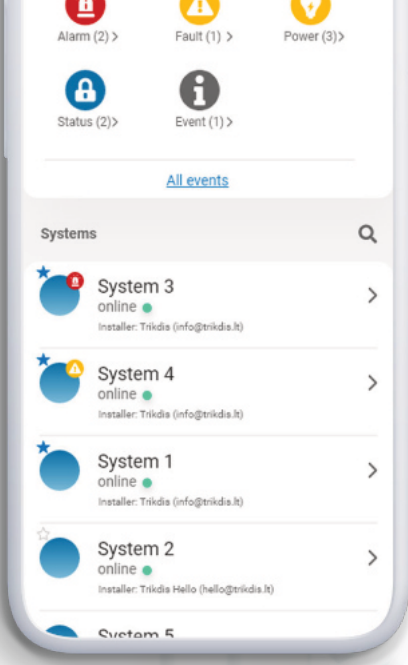 Alarm (2) >
Fault (1) >
Power (3)>
Status (2)>
Event (1) >
All events
Systems
System 3
online
Installer: Trikdis (info@trikdis.lt)
System 4
online
Installer: Trikdis (info@trikdis.lt)
System 1
online
Installer: Trikdis (info@trikdis.lt)
System 2
online
Installer: Trikdis Hello (hello@trikdis.lt)
System 5